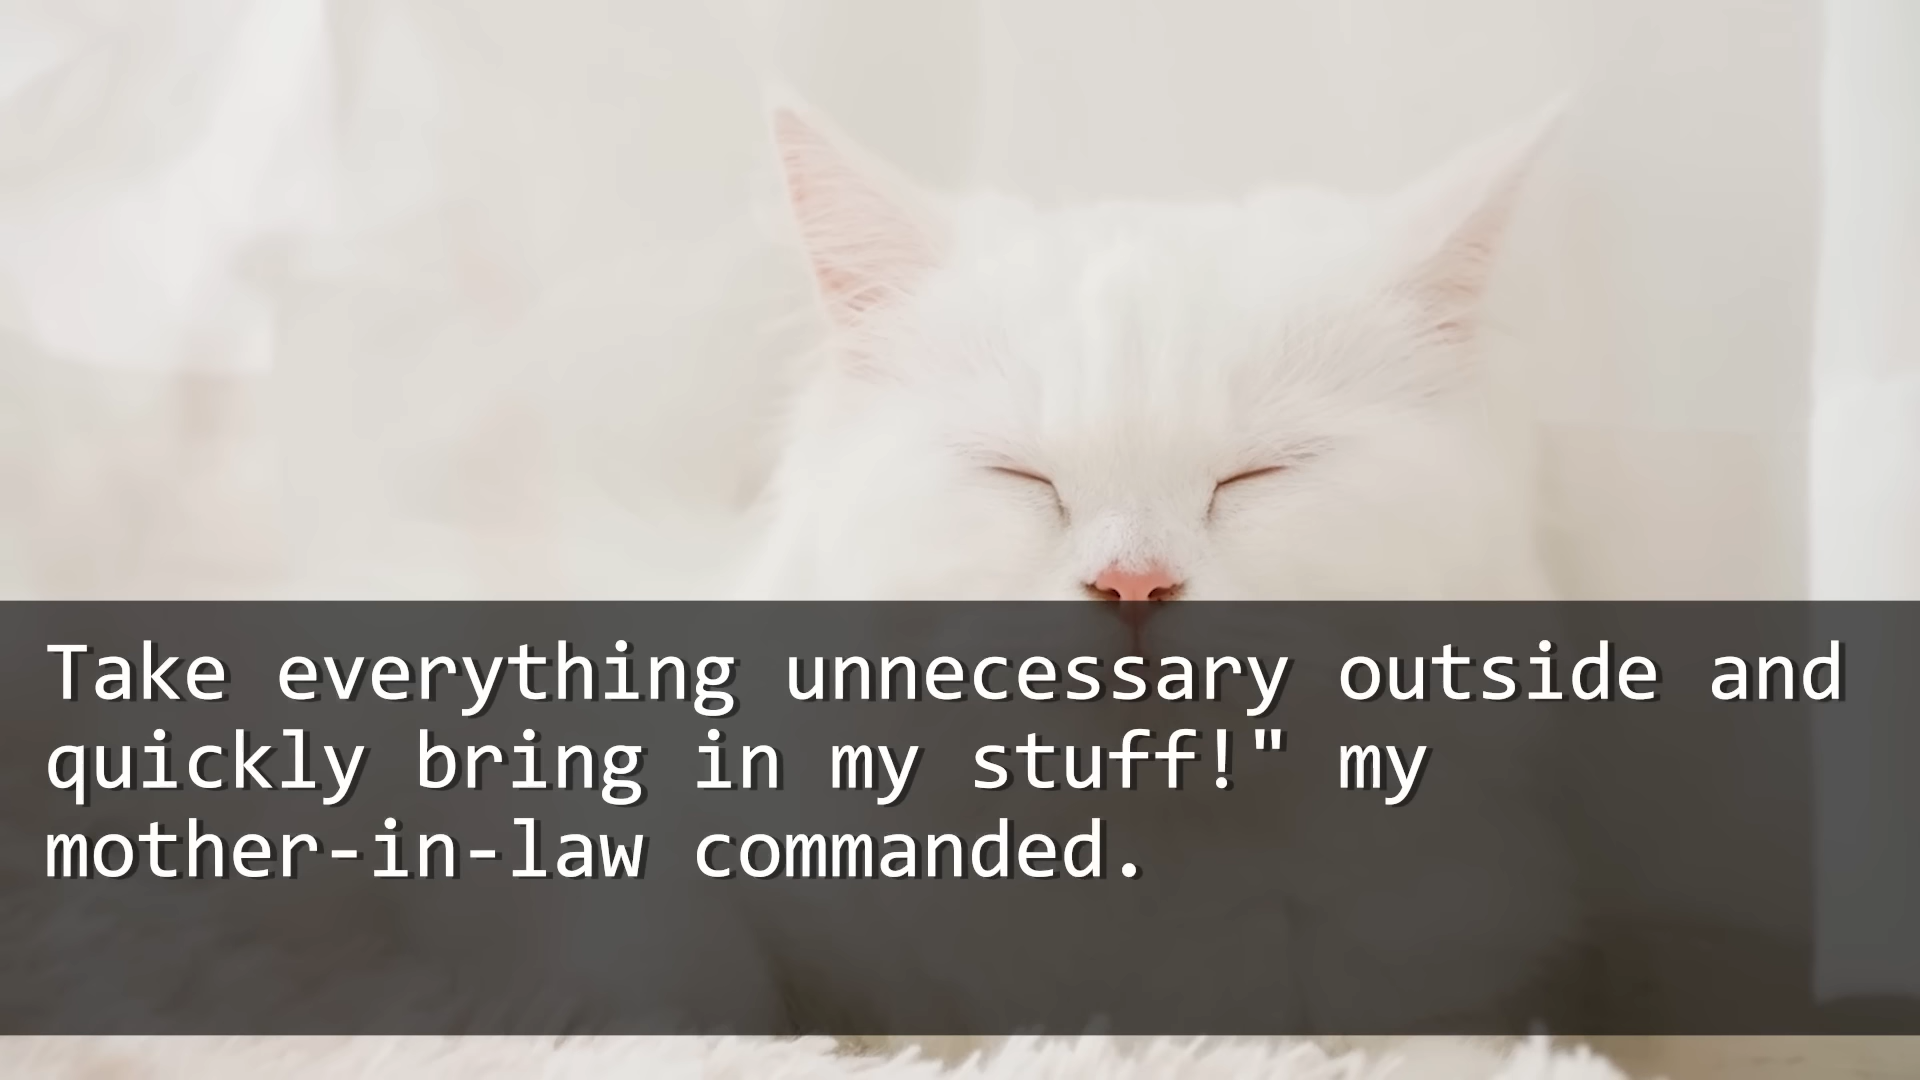 Take everything unnecessary outside and
quickly bring in my stuff!" my
mother-in-law commanded.